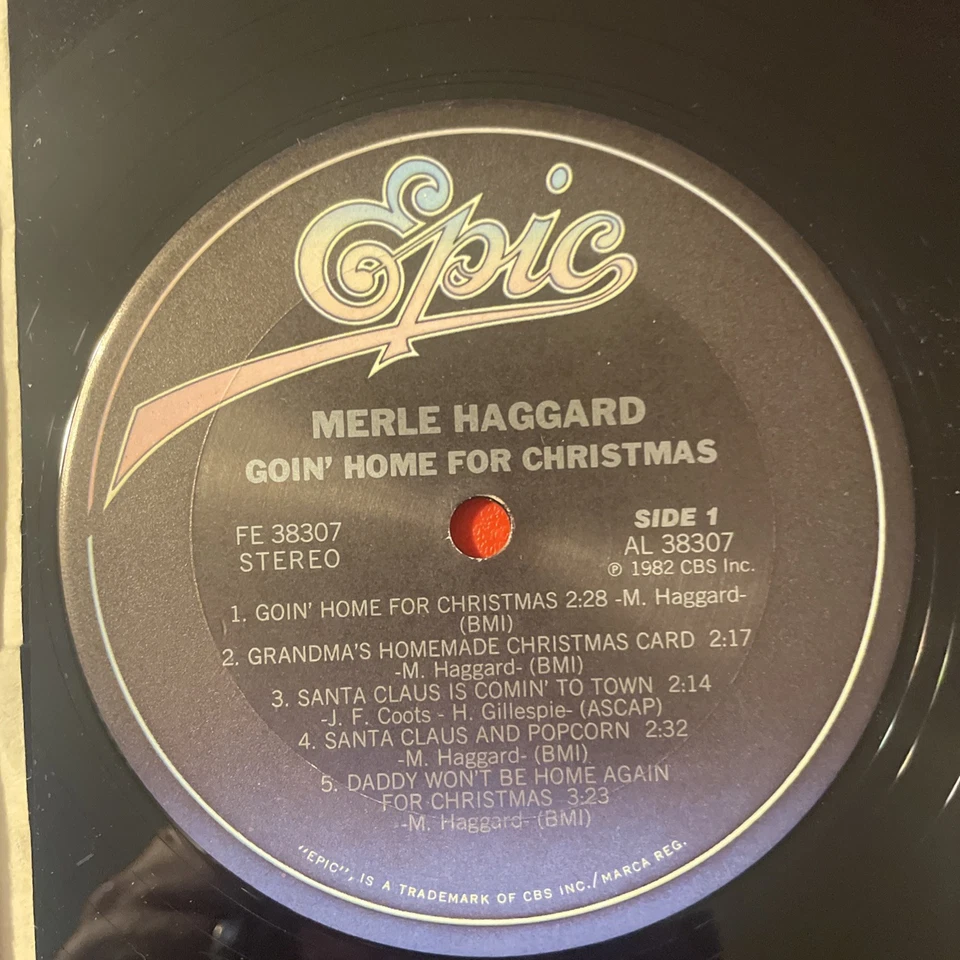 Epic
MERLE HAGGARD
GOIN' HOME FOR CHRISTMAS
FE 38307
STEREO
SIDE 1
AL 38307
℗ 1982 CBS Inc.
1. GOIN' HOME FOR CHRISTMAS 2:28 -M. Haggard-
(BMI)
2. GRANDMA'S HOMEMADE CHRISTMAS CARD 2:17
-M. Haggard- (BMI)
3. SANTA CLAUS IS COMIN' TO TOWN 2:14
-J. F. Coots - H. Gillespie- (ASCAP)
4. SANTA CLAUS AND POPCORN 2:32
-M. Haggard- (BMI)
5. DADDY WON'T BE HOME AGAIN
FOR CHRISTMAS 3:23
-M. Haggard- (BMI)
"EPIC", IS A TRADEMARK OF CBS INC./MARCA REG.